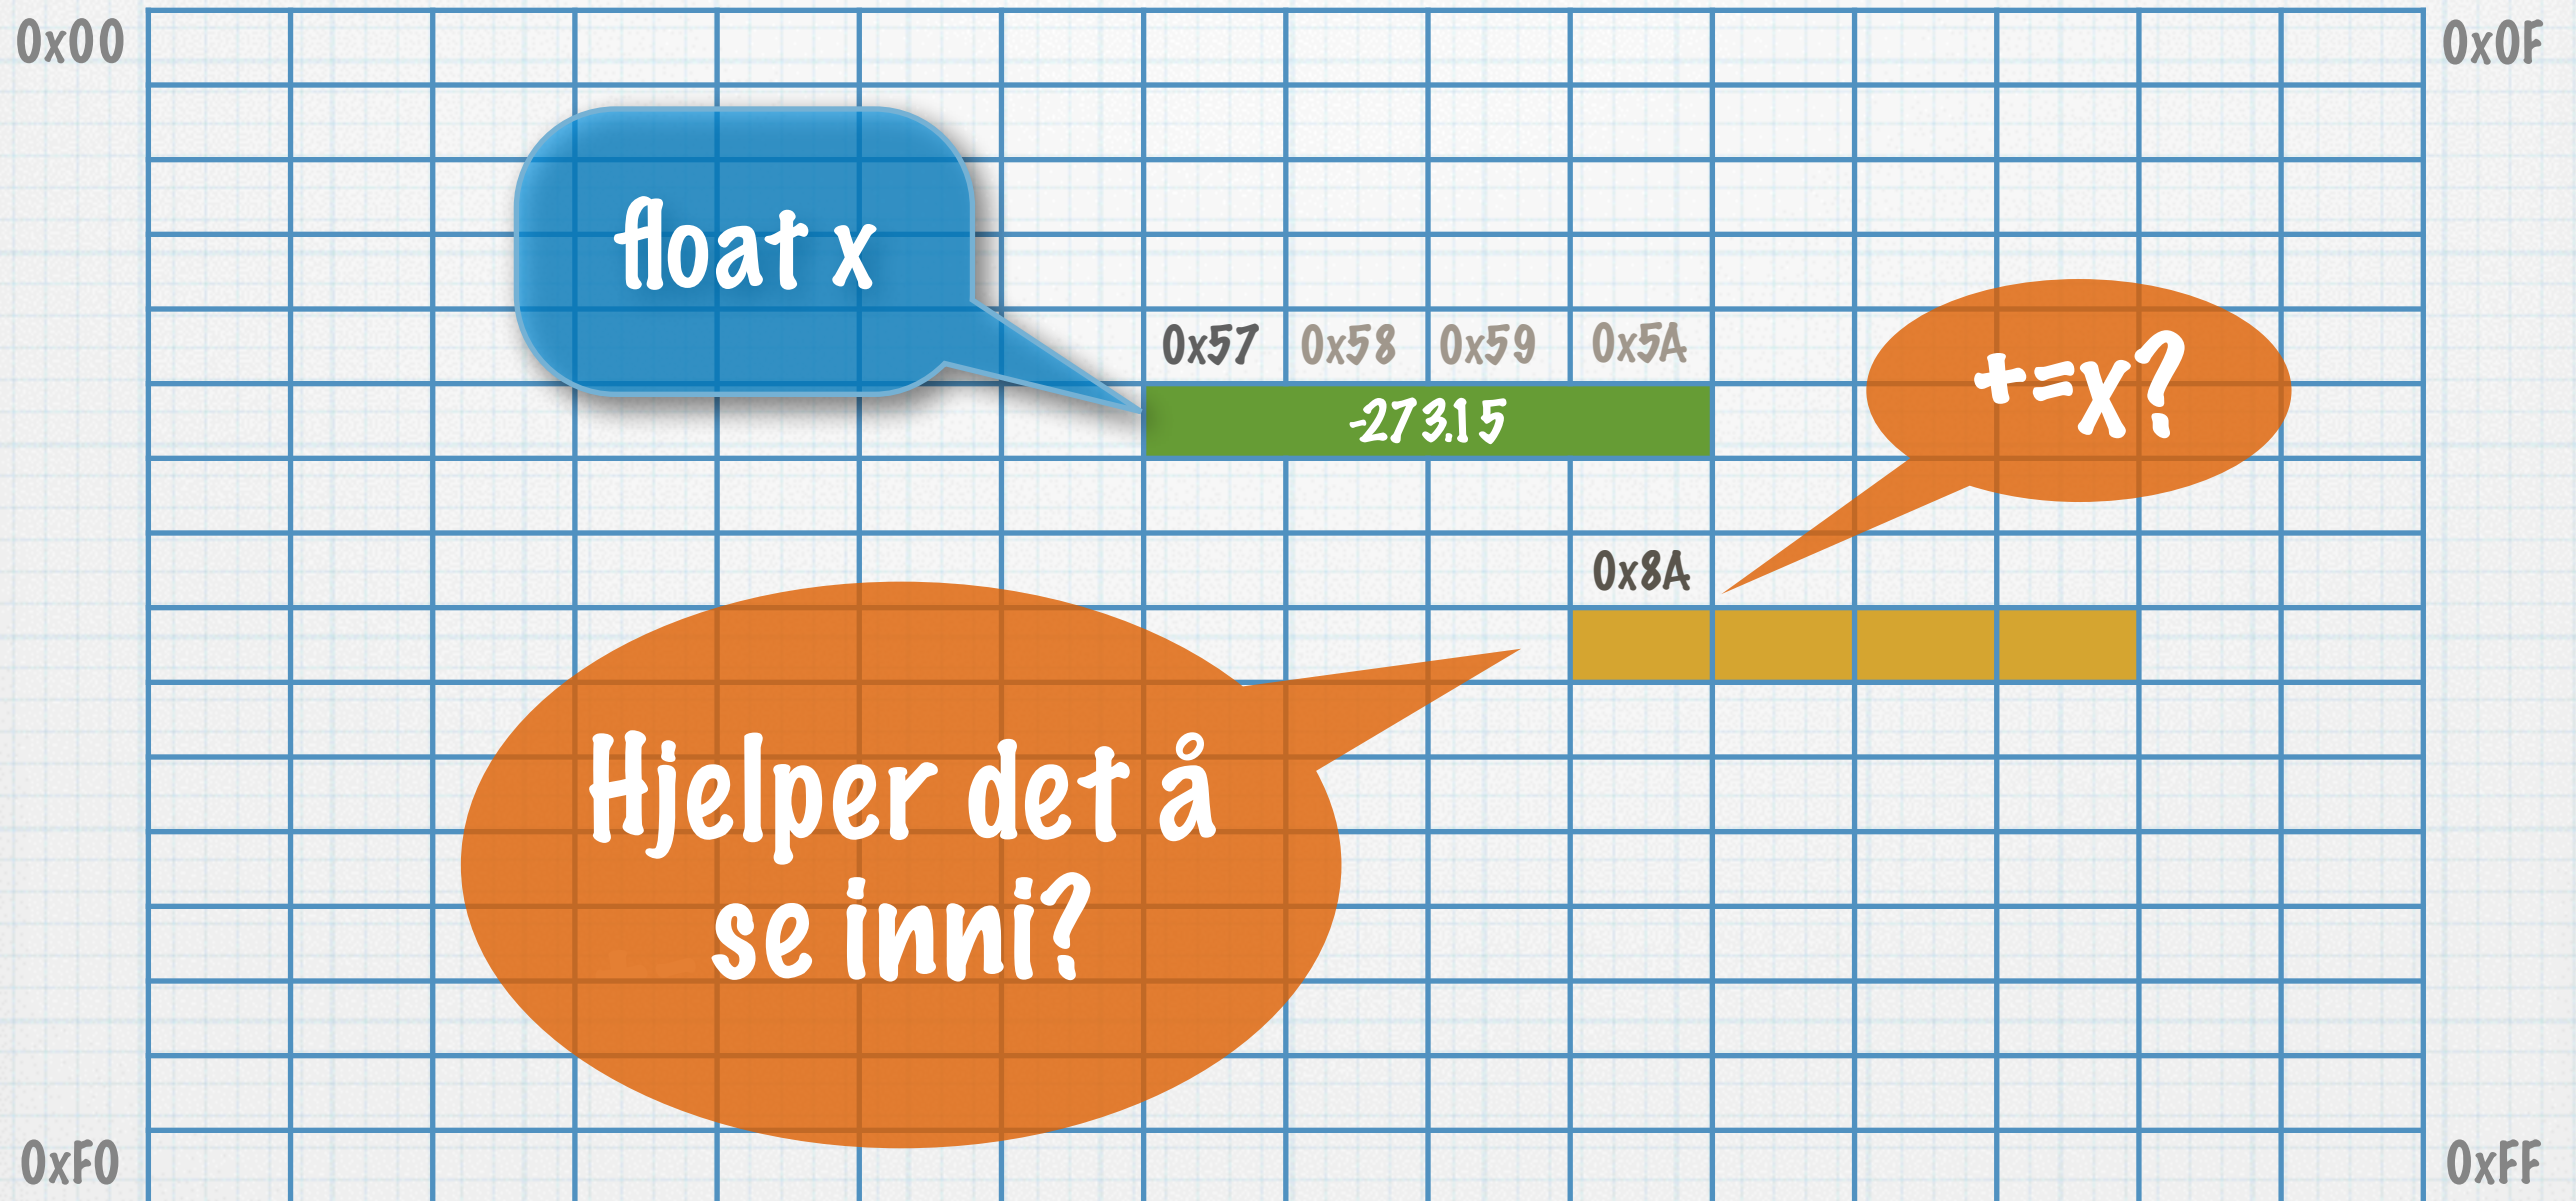 0x00
0x0F
float x
0x57 0x58 0x59 0x5A
+=x?
-273.15
0x8A
Hjelper det å
se inni?
0xF0
0xFF